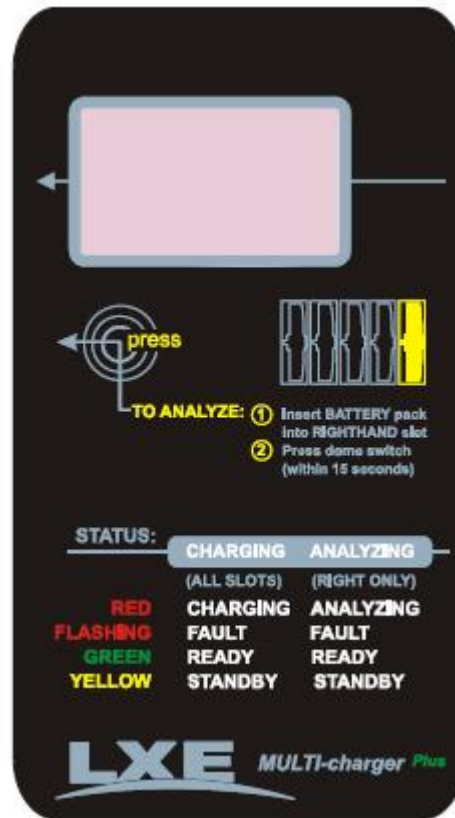 press
TO ANALYZE: ① Insert BATTERY pack
into RIGHTHAND slot
② Press dome switch
(within 15 seconds)
STATUS:
CHARGING ANALYZING
(ALL SLOTS) (RIGHT ONLY)
RED CHARGING ANALYZING
FLASHING FAULT FAULT
GREEN READY READY
YELLOW STANDBY STANDBY
LXE MULTI-charger Plus